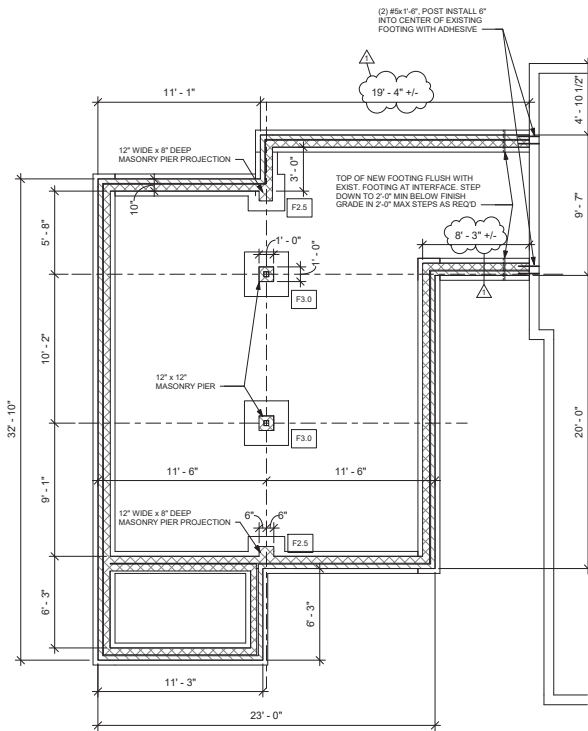 (2) #5x1'-6", POST INSTALL 6"
INTO CENTER OF EXISTING
FOOTING WITH ADHESIVE
1
11' - 1"
19' - 4" +/-
4' - 10 1/2"
12" WIDE x 8" DEEP
MASONRY PIER PROJECTION
3' - 0"
TOP OF NEW FOOTING FLUSH WITH
EXIST. FOOTING AT INTERFACE. STEP
DOWN TO 2'-0" MIN BELOW FINISH
GRADE IN 2'-0" MAX STEPS AS REQ'D
10"
F2.5
9' - 7"
5' - 8"
8' - 3" +/-
1' - 0"
1' - 0"
1
F3.0
10' - 2"
12" x 12"
MASONRY PIER
32' - 10"
F3.0
20' - 0"
11' - 6"
11' - 6"
9' - 1"
12" WIDE x 8" DEEP
MASONRY PIER PROJECTION
6"
6"
F2.5
6' - 3"
6' - 3"
11' - 3"
23' - 0"